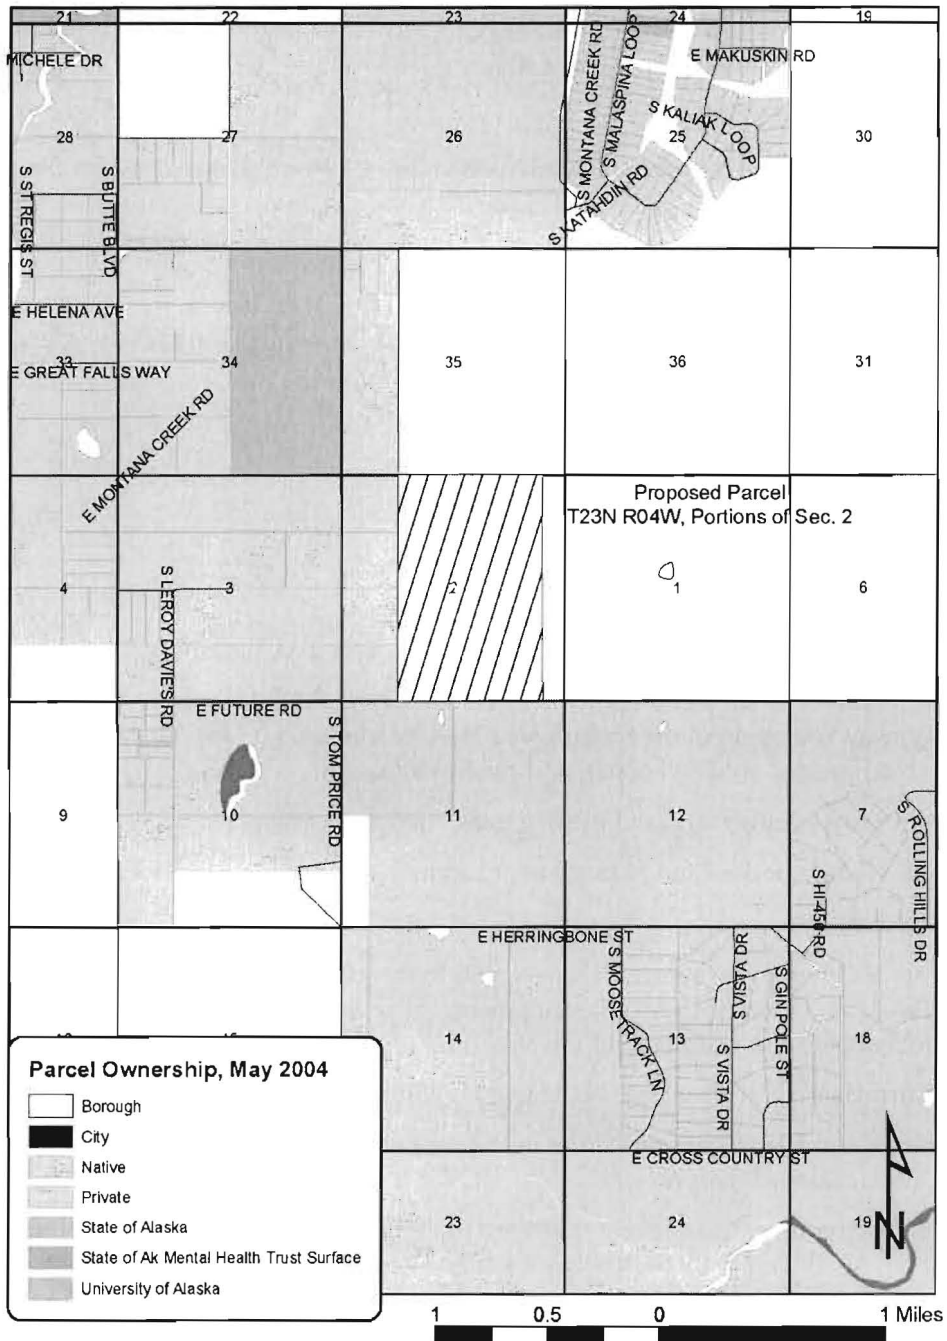 21
22
23
24
19
MICHELE DR
E MAKUSKIN RD
S MONTANA CREEK RD
S MALASPINA LOOP
S KALIAK LOOP
28
27
26
25
30
S ST REGIS ST
S BUTTE BLVD
S KATAHDIN RD
E HELENA AVE
33
34
35
36
31
E GREAT FALLS WAY
E MONTANA CREEK RD
Proposed Parcel
T23N R04W, Portions of Sec. 2
4
S LEROY DAVIE'S RD
3
2
1
6
E FUTURE RD
S TOM PRICE RD
9
10
11
12
7
S ROLLING HILLS DR
S HI-456 RD
E HERRINGBONE ST
S MOOSE TRACK LN
S VISTA DR
S GIN POLE ST
14
13
18
S VISTA DR
E CROSS COUNTRY ST
23
24
19
N
Parcel Ownership, May 2004
Borough
City
Native
Private
State of Alaska
State of Ak Mental Health Trust Surface
University of Alaska
1 0.5 0 1 Miles